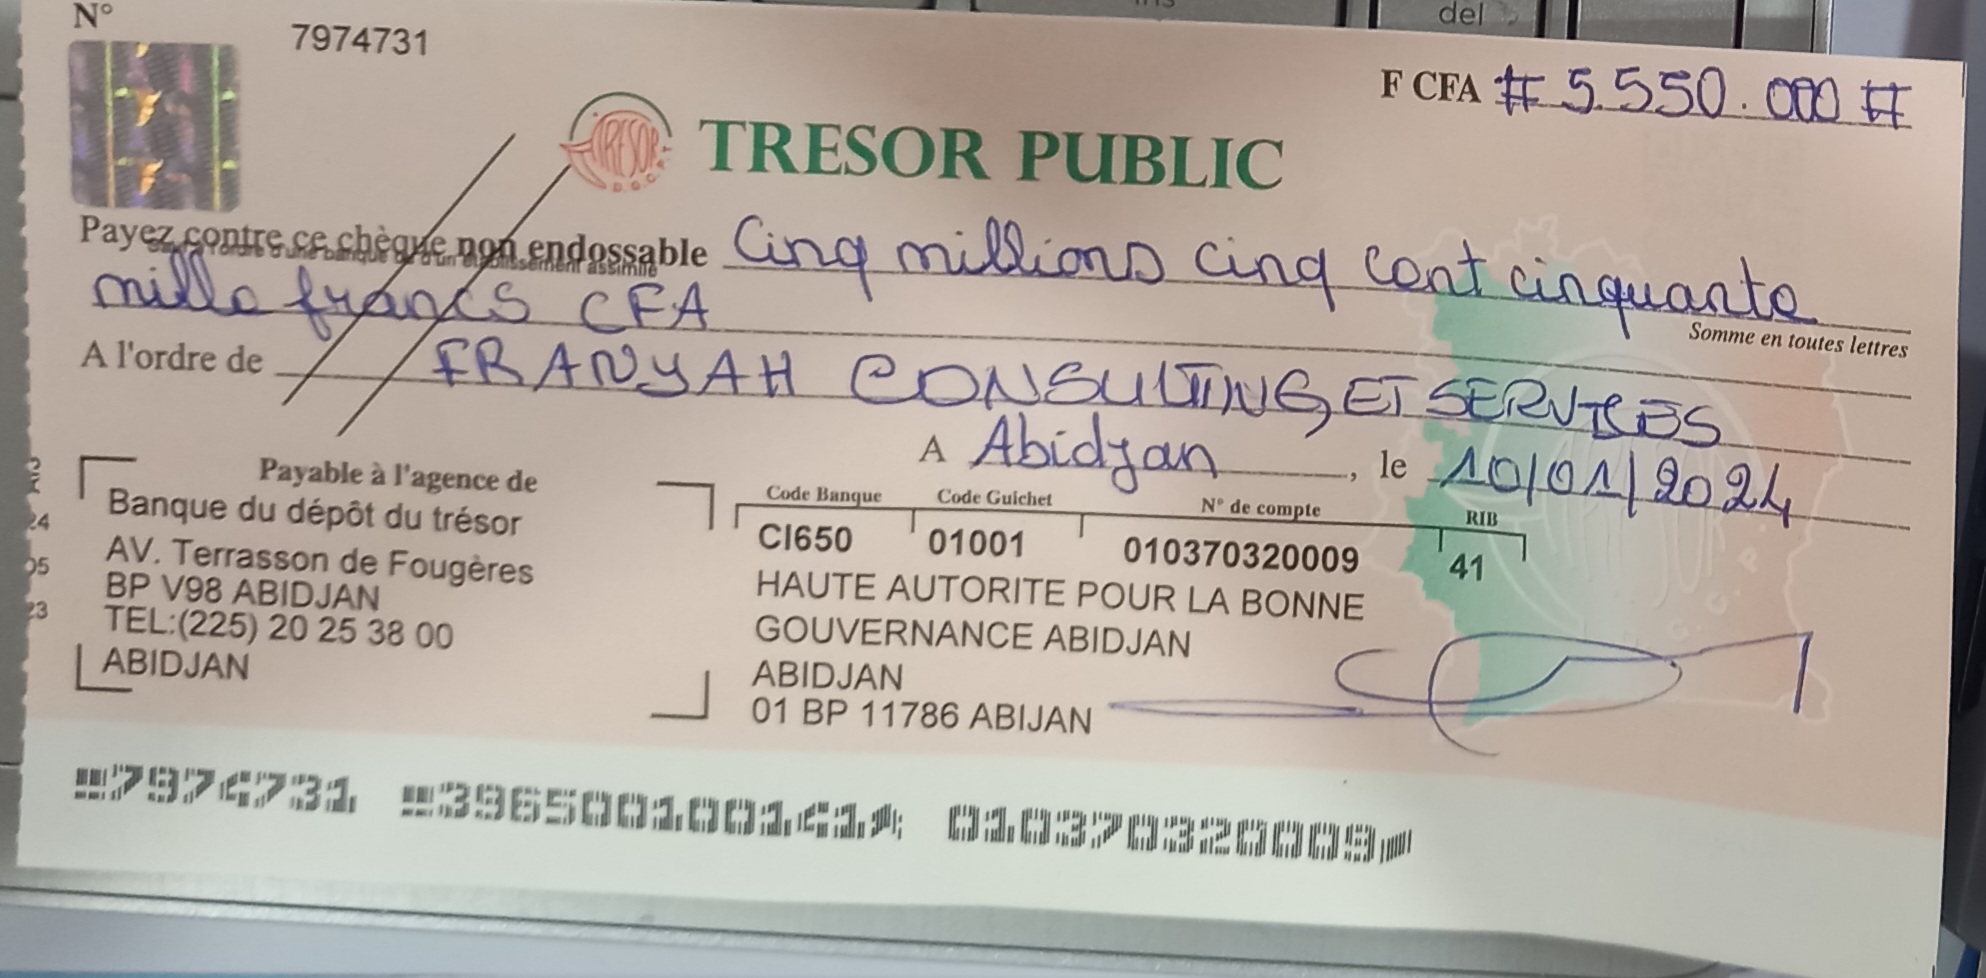 del
N° 7974731
F CFA # 5.550.000 #
TRESOR
D.G.C.P.
TRESOR PUBLIC
Payez contre ce chèque non endossable Cinq millions cinq cent cinquante
mille francs CFA
Somme en toutes lettres
A l'ordre de FRANYAH CONSULTING ET SERVICES
A Abidjan, le 10/01/2024
Payable à l'agence de
Banque du dépôt du trésor
AV. Terrasson de Fougères
BP V98 ABIDJAN
TEL:(225) 20 25 38 00
ABIDJAN
Code Banque Code Guichet N° de compte RIB
CI650 01001 010370320009 41
HAUTE AUTORITE POUR LA BONNE
GOUVERNANCE ABIDJAN
ABIDJAN
01 BP 11786 ABIJAN
7974731 396500100141 010370320009